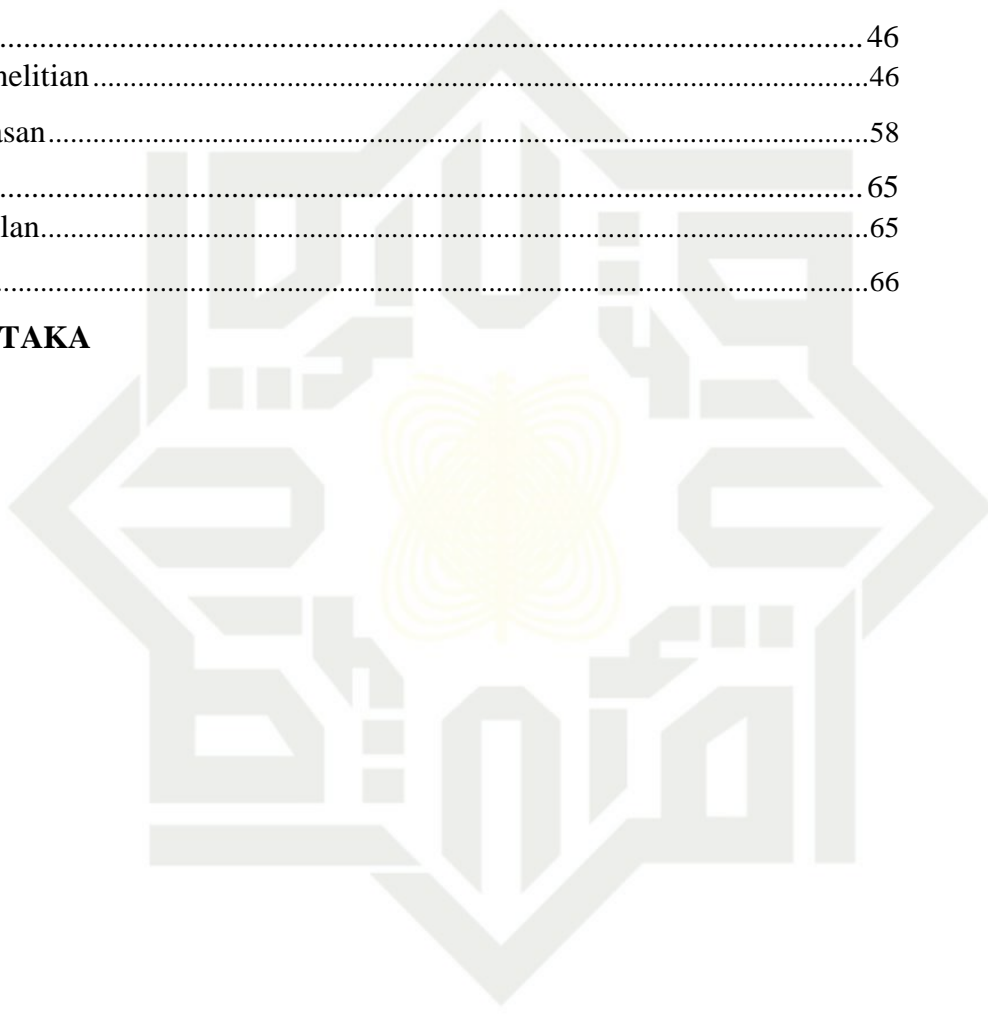 .......................................................................................................................... 46
nelitian..............................................................................................................46
asan.....................................................................................................................58
.......................................................................................................................... 65
lan.......................................................................................................................65
..........................................................................................................................66
TAKA